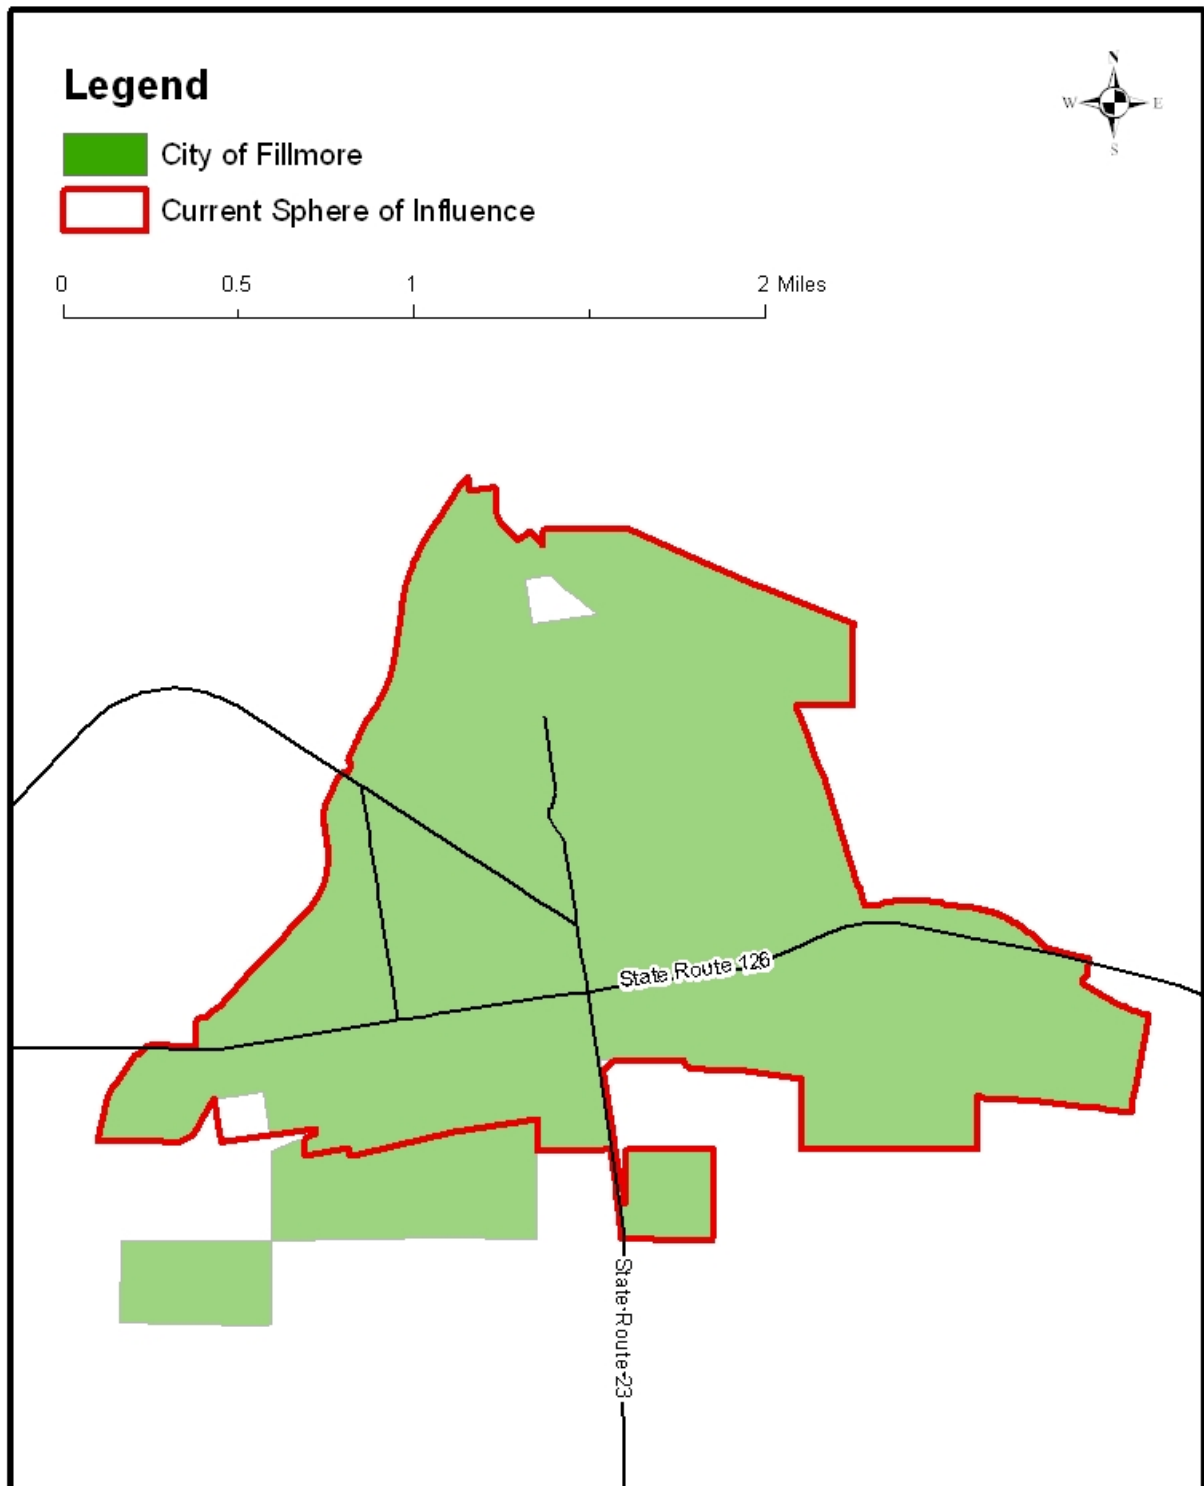 N
Legend
W E
S
City of Fillmore
Current Sphere of Influence
0 0.5 1 2 Miles
State Route 126
State-Route-23